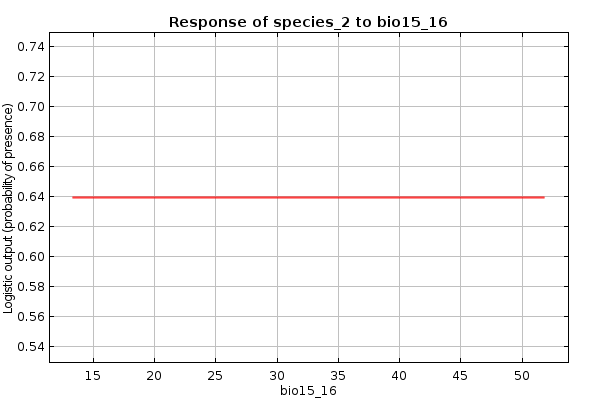 Response of species_2 to bio15_16
Logistic output (probability of presence)
0.74
0.72
0.70
0.68
0.66
0.64
0.62
0.60
0.58
0.56
0.54
15 20 25 30 35 40 45 50
bio15_16